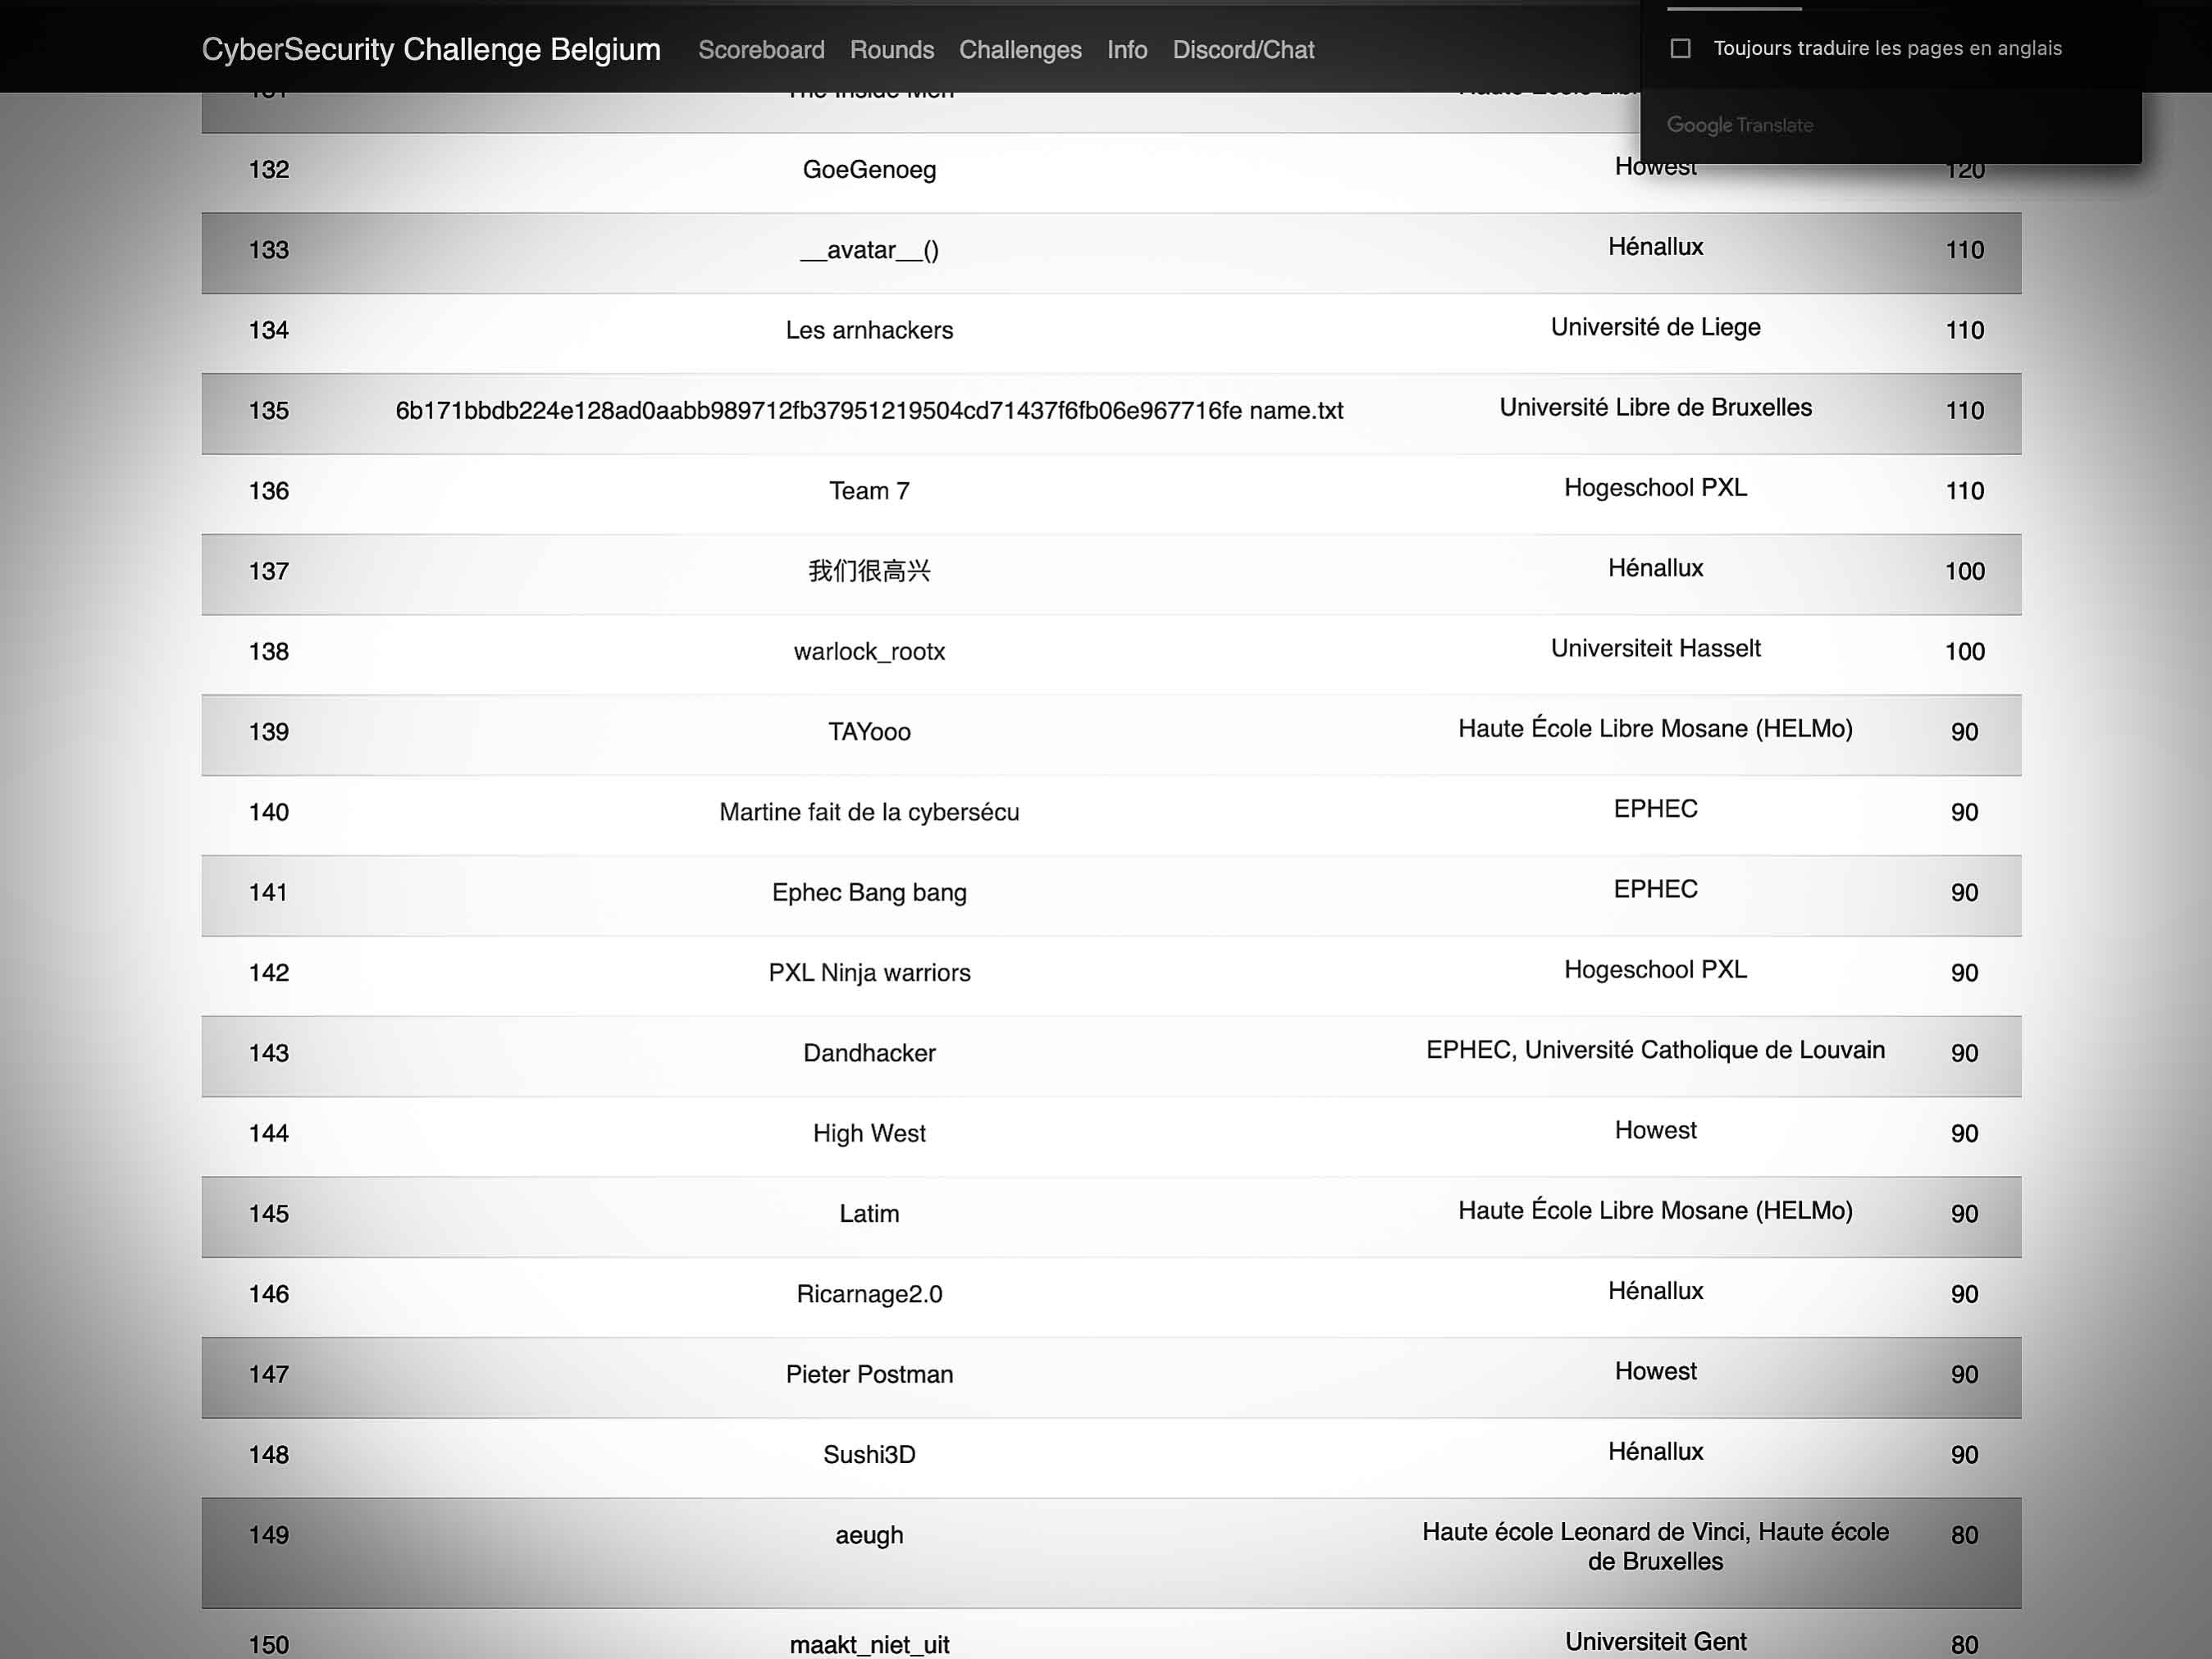 CyberSecurity Challenge Belgium Scoreboard Rounds Challenges Info Discord/Chat
Toujours traduire les pages en anglais
Google Translate
132 GoeGenoeg Howest 120
133 __avatar__() Hénallux 110
134 Les arnhackers Université de Liege 110
135 6b171bbdb224e128ad0aabb989712fb37951219504cd71437f6fb06e967716fe name.txt Université Libre de Bruxelles 110
136 Team 7 Hogeschool PXL 110
137 我们很高兴 Hénallux 100
138 warlock_rootx Universiteit Hasselt 100
139 TAYooo Haute École Libre Mosane (HELMo) 90
140 Martine fait de la cybersécu EPHEC 90
141 Ephec Bang bang EPHEC 90
142 PXL Ninja warriors Hogeschool PXL 90
143 Dandhacker EPHEC, Université Catholique de Louvain 90
144 High West Howest 90
145 Latim Haute École Libre Mosane (HELMo) 90
146 Ricarnage2.0 Hénallux 90
147 Pieter Postman Howest 90
148 Sushi3D Hénallux 90
149 aeugh Haute école Leonard de Vinci, Haute école 80
de Bruxelles
150 maakt_niet_uit Universiteit Gent 80